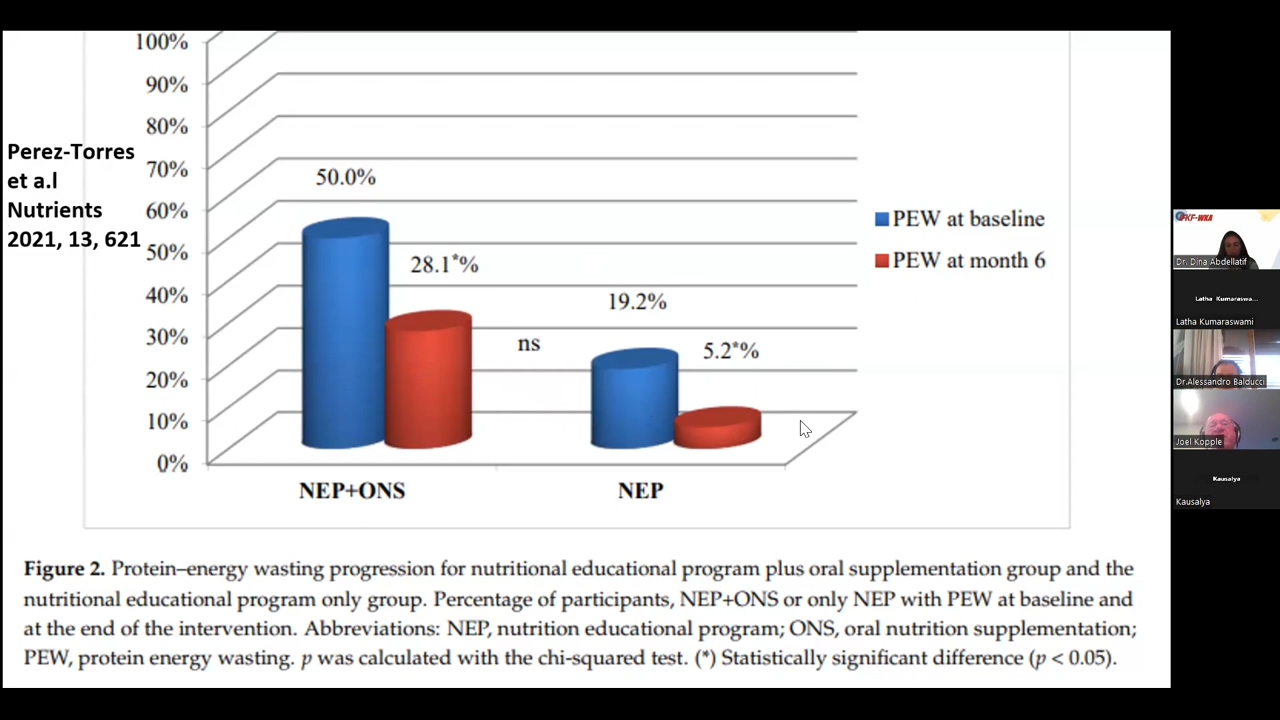 100%
90%
80%
70%
60%
50%
40%
30%
20%
10%
0%
Perez-Torres
et a.l
Nutrients
2021, 13, 621
50.0%
28.1*%
ns
19.2%
5.2*%
NEP+ONS
NEP
PEW at baseline
PEW at month 6
Figure 2. Protein–energy wasting progression for nutritional educational program plus oral supplementation group and the
nutritional educational program only group. Percentage of participants, NEP+ONS or only NEP with PEW at baseline and
at the end of the intervention. Abbreviations: NEP, nutrition educational program; ONS, oral nutrition supplementation;
PEW, protein energy wasting. p was calculated with the chi-squared test. (*) Statistically significant difference (p < 0.05).
IFKF-WKA
Dr. Dina Abdellatif
Latha Kumaraswa...
Latha Kumaraswami
Dr.Alessandro Balducci
Joel Kopple
Kausalya
Kausalya